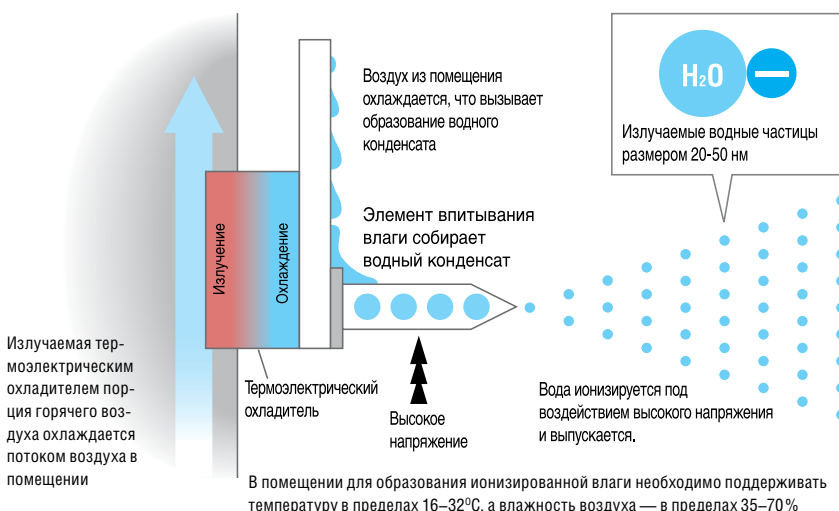 Воздух из помещения
охлаждается, что вызывает
образование водного
конденсата
H₂O
Излучаемые водные частицы
размером 20-50 нм
Элемент впитывания
влаги собирает
водный конденсат
Излучение
Охлаждение
Излучаемая тер-
моэлектрическим
охладителем пор-
ция горячего воз-
духа охлаждается
потоком воздуха в
помещении
Термоэлектрический
охладитель
Высокое
напряжение
Вода ионизируется под
воздействием высокого напряжения
и выпускается.
В помещении для образования ионизированной влаги необходимо поддерживать
температуру в пределах 16–32⁰С, а влажность воздуха — в пределах 35–70%